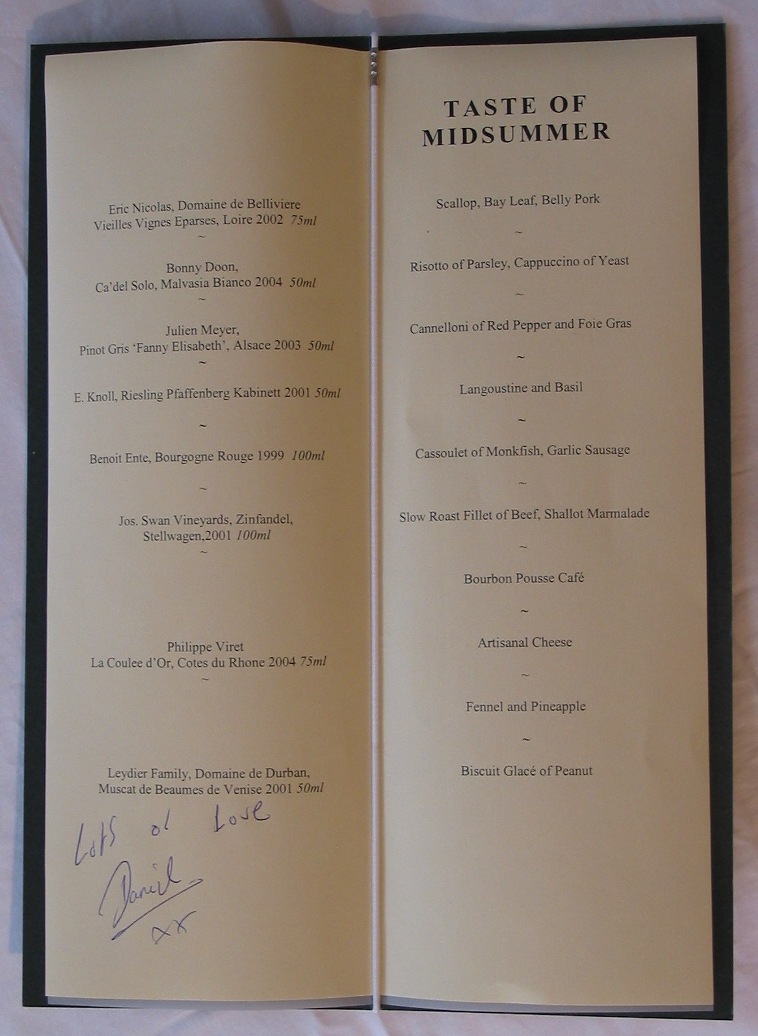 Eric Nicolas, Domaine de Belliviere
Vieilles Vignes Eparses, Loire 2002 75ml
~
Bonny Doon,
Ca'del Solo, Malvasia Bianco 2004 50ml
~
Julien Meyer,
Pinot Gris 'Fanny Elisabeth', Alsace 2003 50ml
~
E. Knoll, Riesling Pfaffenberg Kabinett 2001 50ml
~
Benoit Ente, Bourgogne Rouge 1999 100ml
~
Jos. Swan Vineyards, Zinfandel,
Stellwagen,2001 100ml
~
Philippe Viret
La Coulee d'Or, Cotes du Rhone 2004 75ml
~
Leydier Family, Domaine de Durban,
Muscat de Beaumes de Venise 2001 50ml
Lots of Love
Daniel
xx
TASTE OF
MIDSUMMER
Scallop, Bay Leaf, Belly Pork
~
Risotto of Parsley, Cappuccino of Yeast
~
Cannelloni of Red Pepper and Foie Gras
~
Langoustine and Basil
~
Cassoulet of Monkfish, Garlic Sausage
~
Slow Roast Fillet of Beef, Shallot Marmalade
~
Bourbon Pousse Café
~
Artisanal Cheese
~
Fennel and Pineapple
~
Biscuit Glacé of Peanut